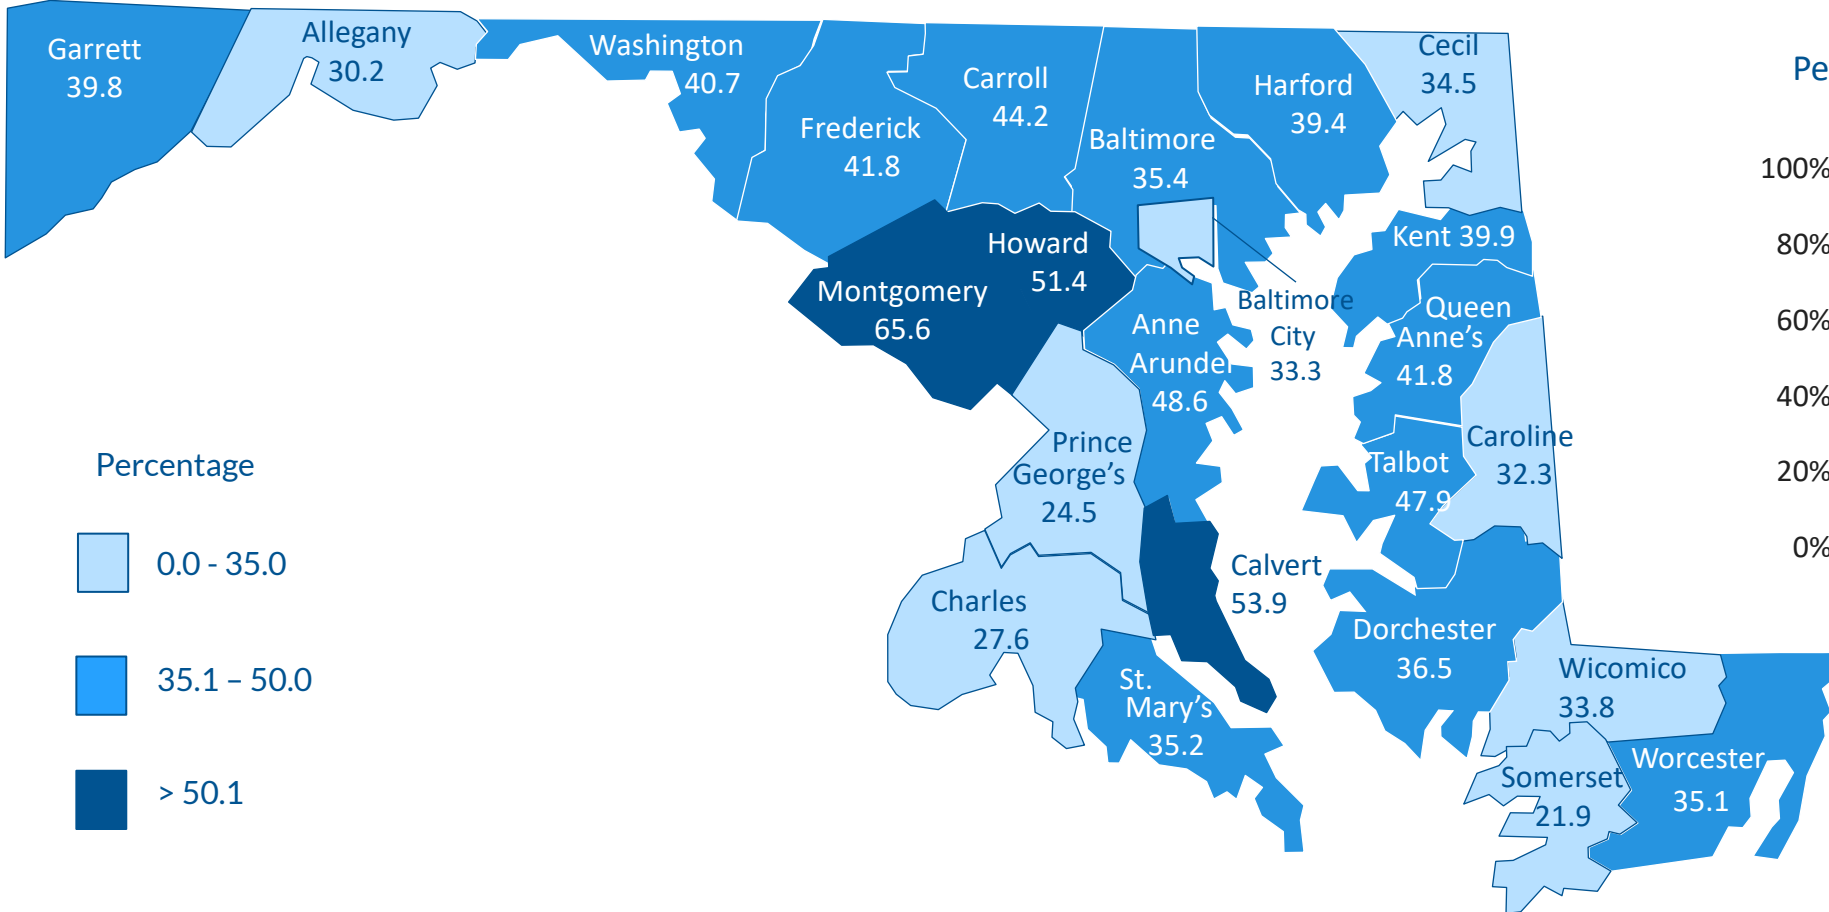 Garrett
39.8
Allegany
30.2
Washington
40.7
Frederick
41.8
Carroll
44.2
Baltimore
35.4
Harford
39.4
Cecil
34.5
Kent 39.9
Howard
51.4
Montgomery
65.6
Anne
Arundel
48.6
Baltimore
City
33.3
Queen
Anne's
41.8
Caroline
32.3
Talbot
47.9
Prince
George's
24.5
Calvert
53.9
Charles
27.6
St.
Mary's
35.2
Dorchester
36.5
Wicomico
33.8
Somerset
21.9
Worcester
35.1
Percentage
0.0 - 35.0
35.1 – 50.0
> 50.1
Pe
100%
80%
60%
40%
20%
0%